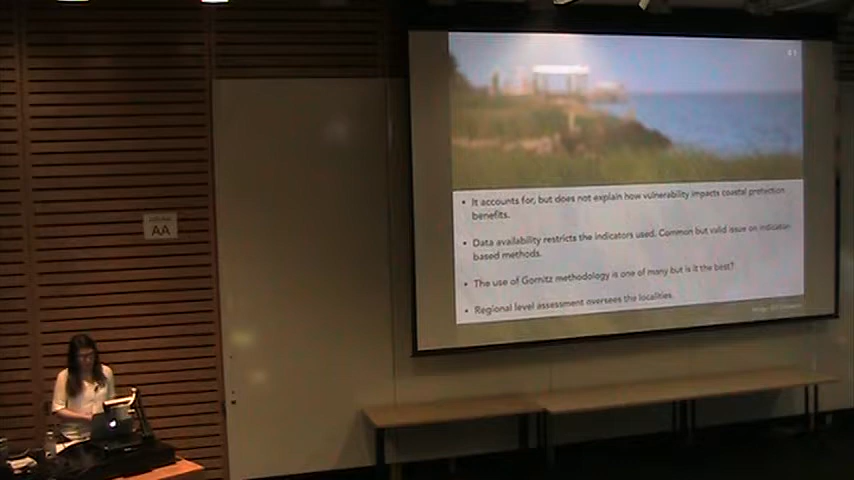 • It accounts for, but does not explain how vulnerability impacts coastal protection
benefits.
• Data availability restricts the indicators used. Common but valid issue on indicator
based methods.
• The use of Gornitz methodology is one of many but is it the best?
• Regional level assessment oversees the localities.
AA